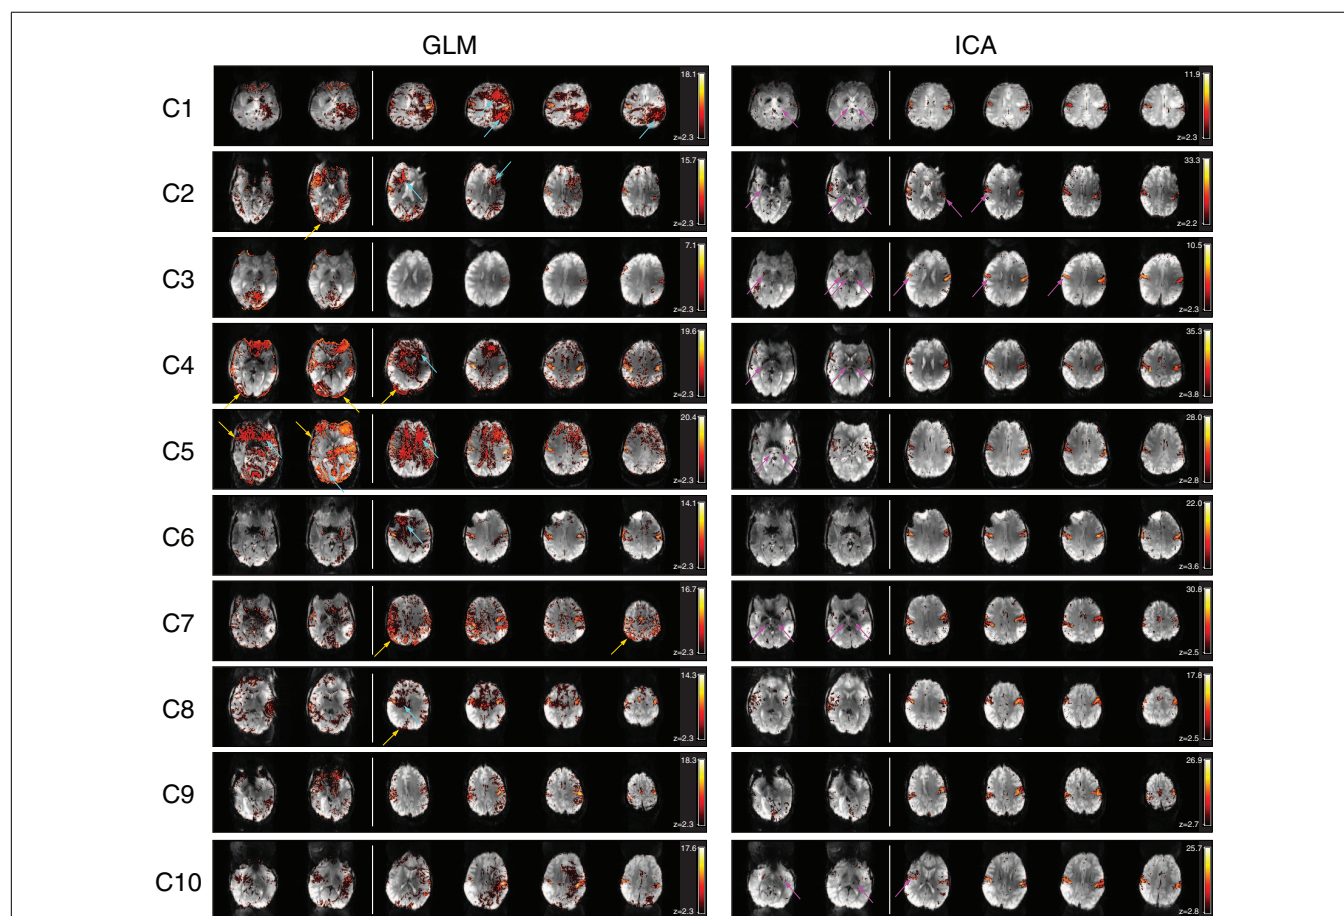 GLM ICA
C1 18.1 z=2.3 11.9 z=2.3
C2 15.7 z=2.3 33.3 z=2.2
C3 7.1 z=2.3 10.5 z=2.3
C4 19.6 z=2.3 35.3 z=3.8
C5 20.4 z=2.3 28.0 z=2.8
C6 14.1 z=2.3 22.0 z=3.6
C7 16.7 z=2.3 30.8 z=2.5
C8 14.3 z=2.3 17.8 z=2.5
C9 18.3 z=2.3 26.9 z=2.7
C10 17.6 z=2.3 25.7 z=2.8